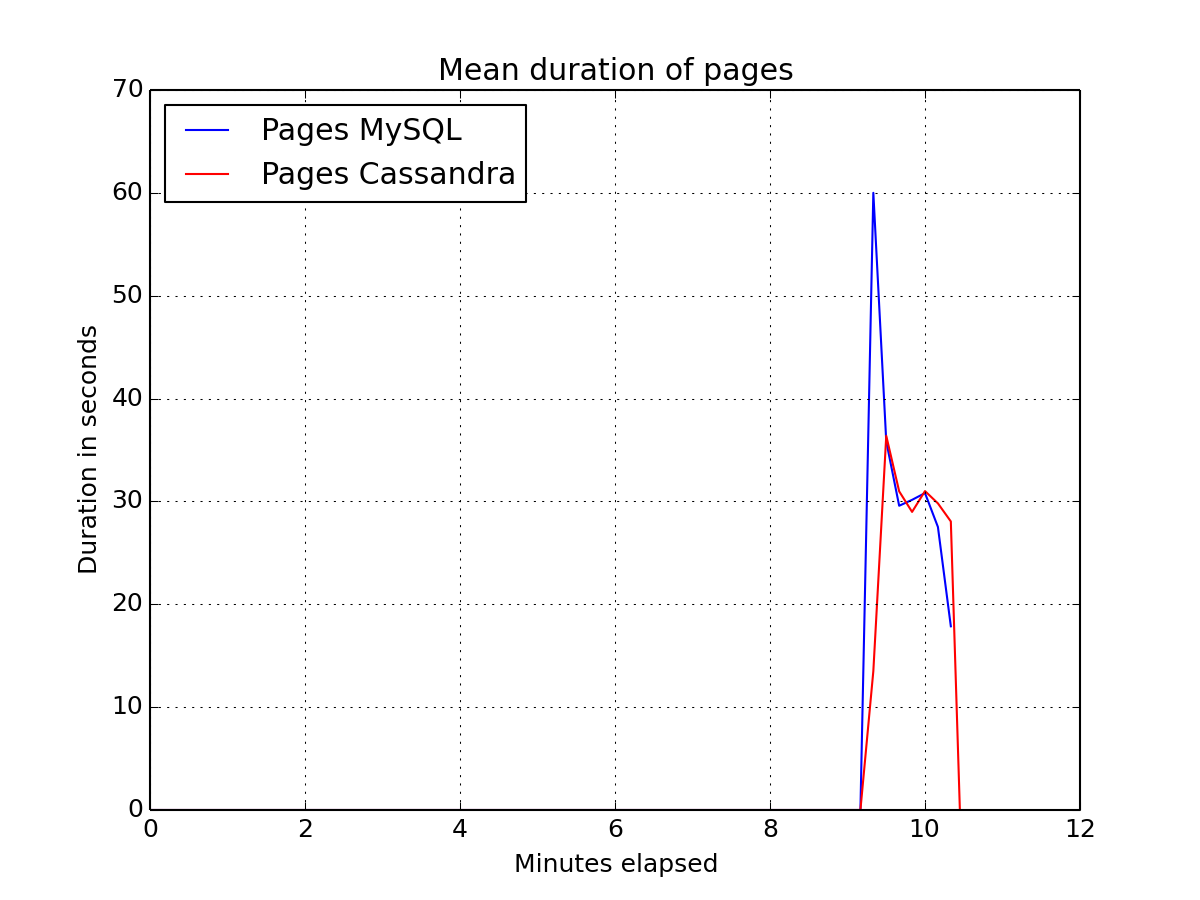 Mean duration of pages
Pages MySQL
Pages Cassandra
Duration in seconds
70
60
50
40
30
20
10
0
0 2 4 6 8 10 12
Minutes elapsed